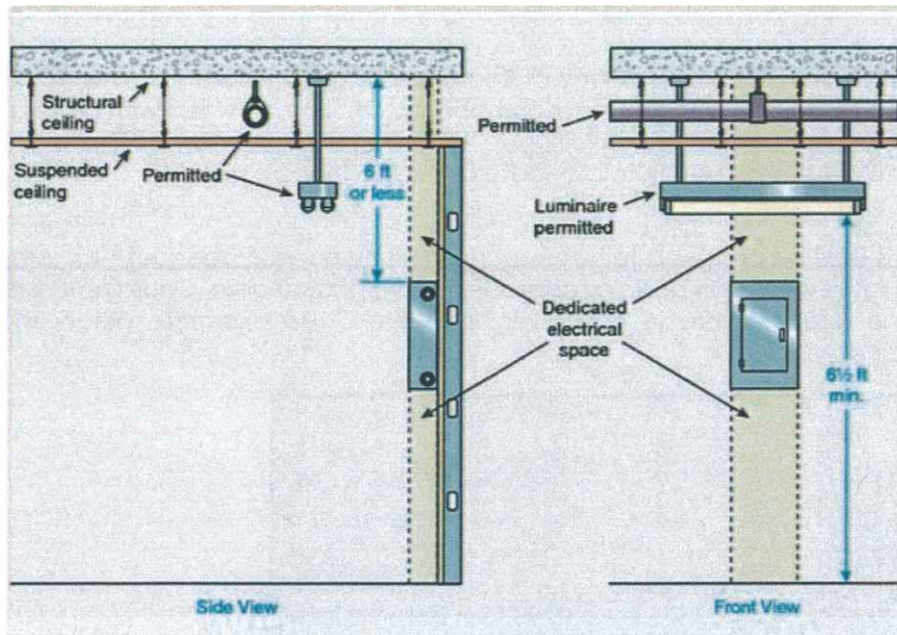 Structural
ceiling
Suspended
ceiling
Permitted
6 ft
or less
Permitted
Luminaire
permitted
Dedicated
electrical
space
6½ ft
min.
Side View
Front View